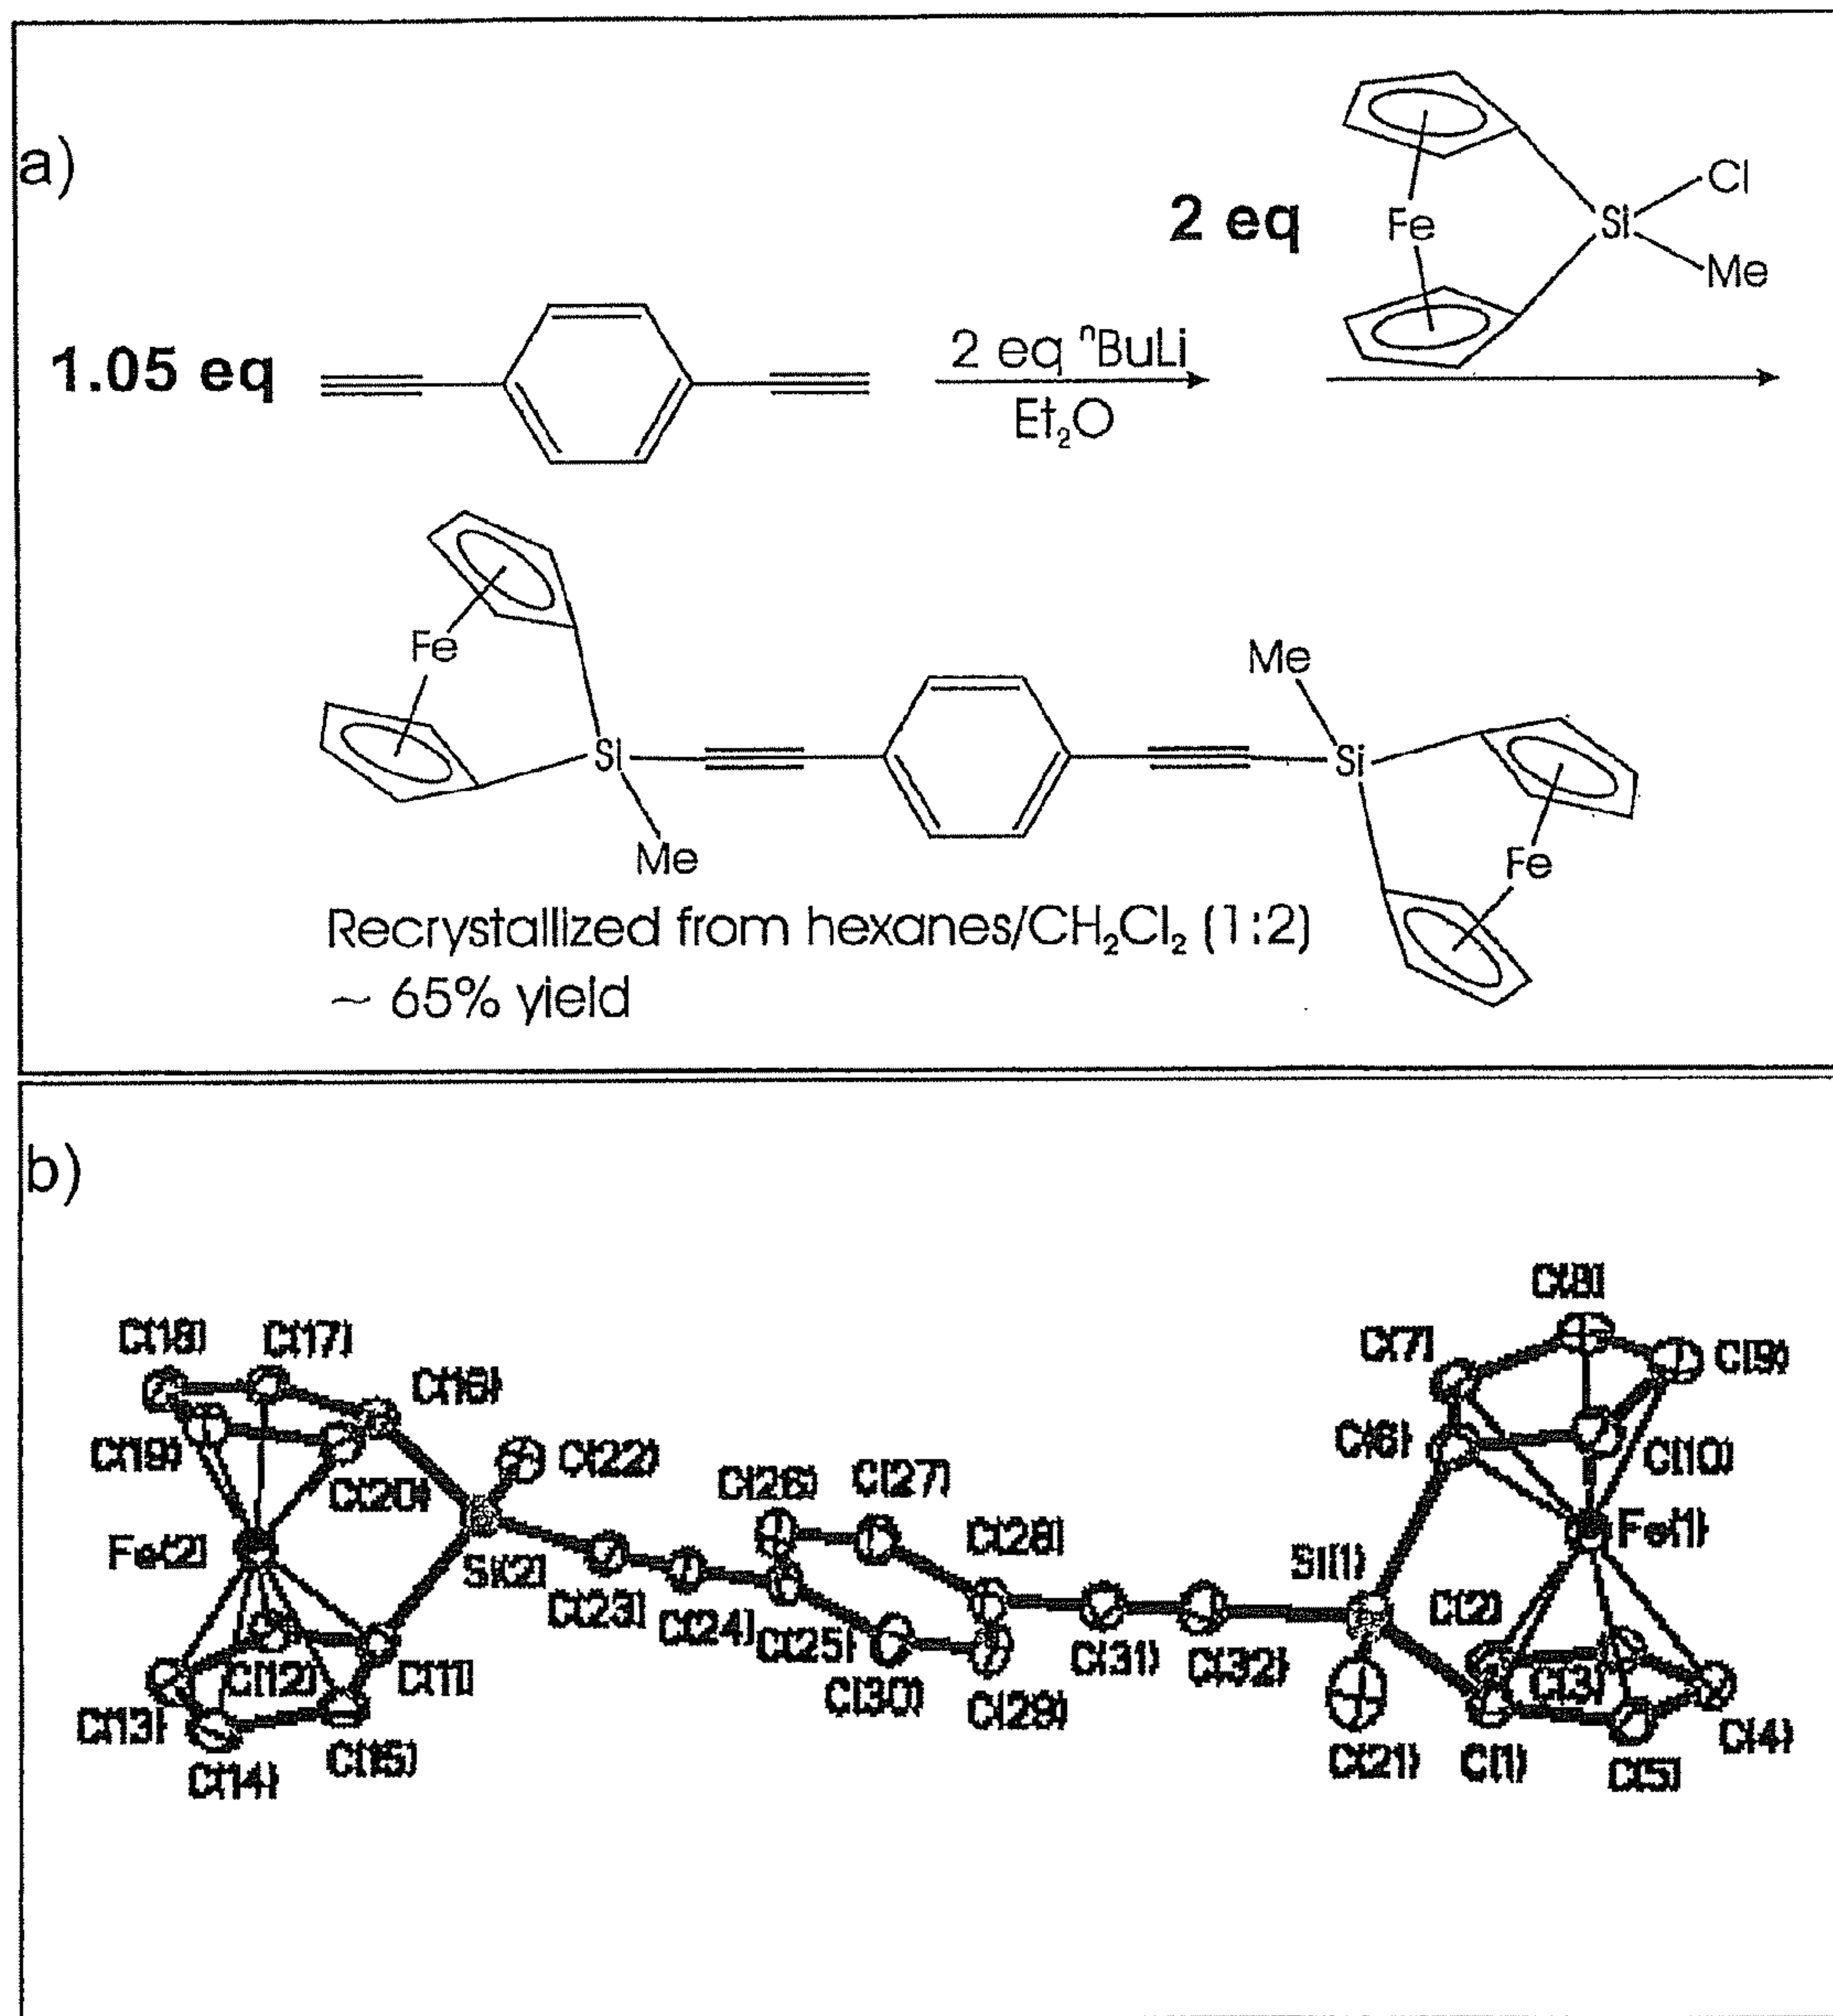 a)
2 eq
Fe
Si
Cl
Me
1.05 eq
2 eq ⁿBuLi
Et₂O
Fe
Si
Me
Me
Si
Fe
Recrystallized from hexanes/CH₂Cl₂ (1:2)
~ 65% yield
b)
C(18)
C(17)
C(16)
C(19)
C(20)
C(22)
Fe(2)
Si(2)
C(23)
C(24)
C(26)
C(27)
C(25)
C(28)
C(30)
C(29)
C(31)
C(32)
C(13)
C(12)
C(11)
C(14)
C(15)
C(8)
C(7)
C(9)
C(6)
C(10)
Fe(1)
Si(1)
C(2)
C(3)
C(21)
C(1)
C(5)
C(4)